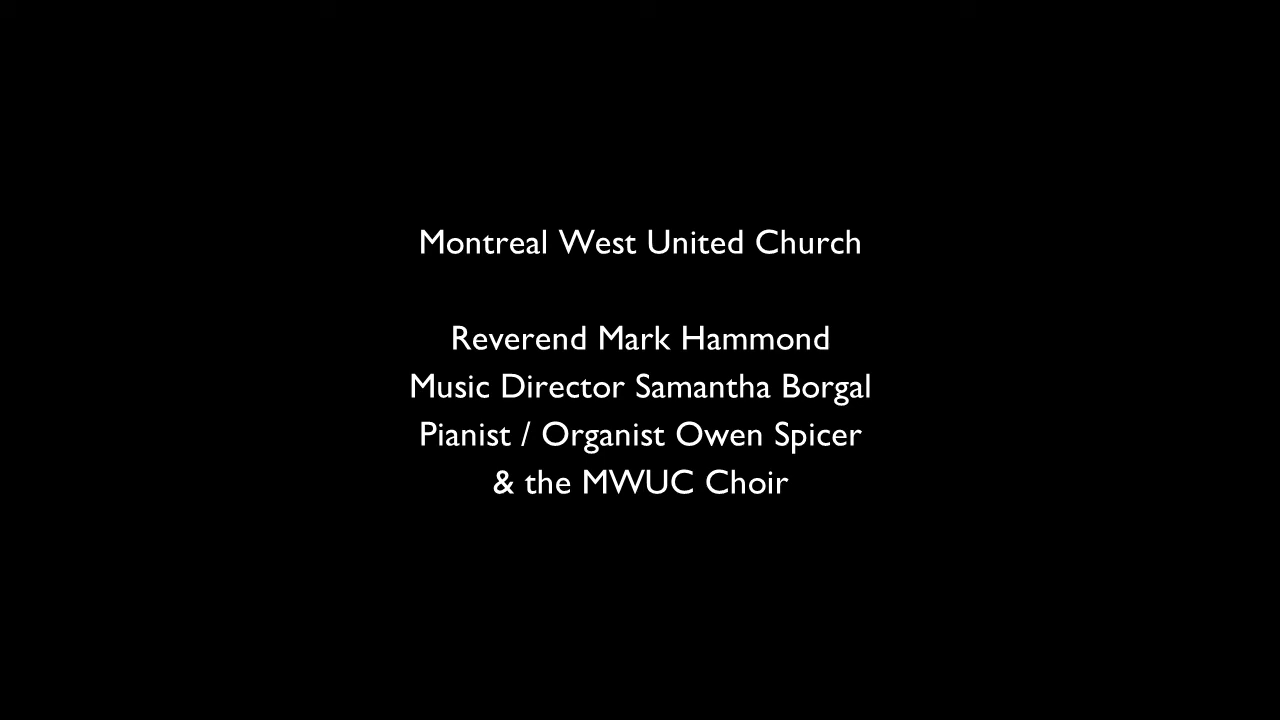 Montreal West United Church
Reverend Mark Hammond
Music Director Samantha Borgal
Pianist / Organist Owen Spicer
& the MWUC Choir